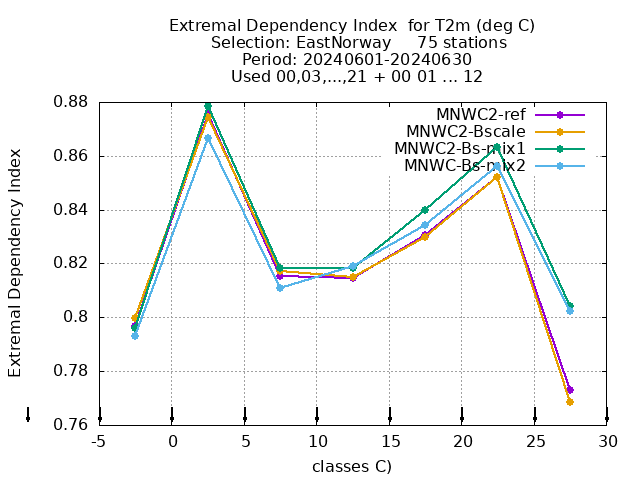 Extremal Dependency Index  for T2m (deg C)
Selection: EastNorway     75 stations
Period: 20240601-20240630
Used 00,03,...,21 + 00 01 ... 12
Extremal Dependency Index
0.88
0.86
0.84
0.82
0.8
0.78
0.76
MNWC2-ref
MNWC2-Bscale
MNWC2-Bs-mix1
MNWC-Bs-mix2
-5 0 5 10 15 20 25 30
classes C)